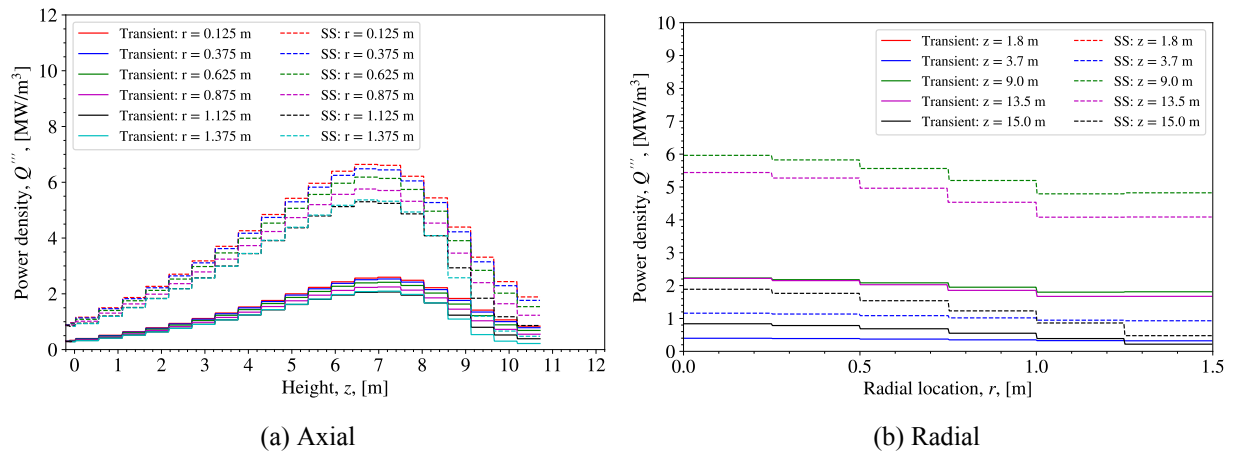 12
10
8
6
4
2
0
Power density, Q''', [MW/m³]
Transient: r = 0.125 m
Transient: r = 0.375 m
Transient: r = 0.625 m
Transient: r = 0.875 m
Transient: r = 1.125 m
Transient: r = 1.375 m
SS: r = 0.125 m
SS: r = 0.375 m
SS: r = 0.625 m
SS: r = 0.875 m
SS: r = 1.125 m
SS: r = 1.375 m
0 1 2 3 4 5 6 7 8 9 10 11 12
Height, z, [m]
(a) Axial
10
9
8
7
6
5
4
3
2
1
0
Power density, Q''', [MW/m³]
Transient: z = 1.8 m
Transient: z = 3.7 m
Transient: z = 9.0 m
Transient: z = 13.5 m
Transient: z = 15.0 m
SS: z = 1.8 m
SS: z = 3.7 m
SS: z = 9.0 m
SS: z = 13.5 m
SS: z = 15.0 m
0.0 0.5 1.0 1.5
Radial location, r, [m]
(b) Radial